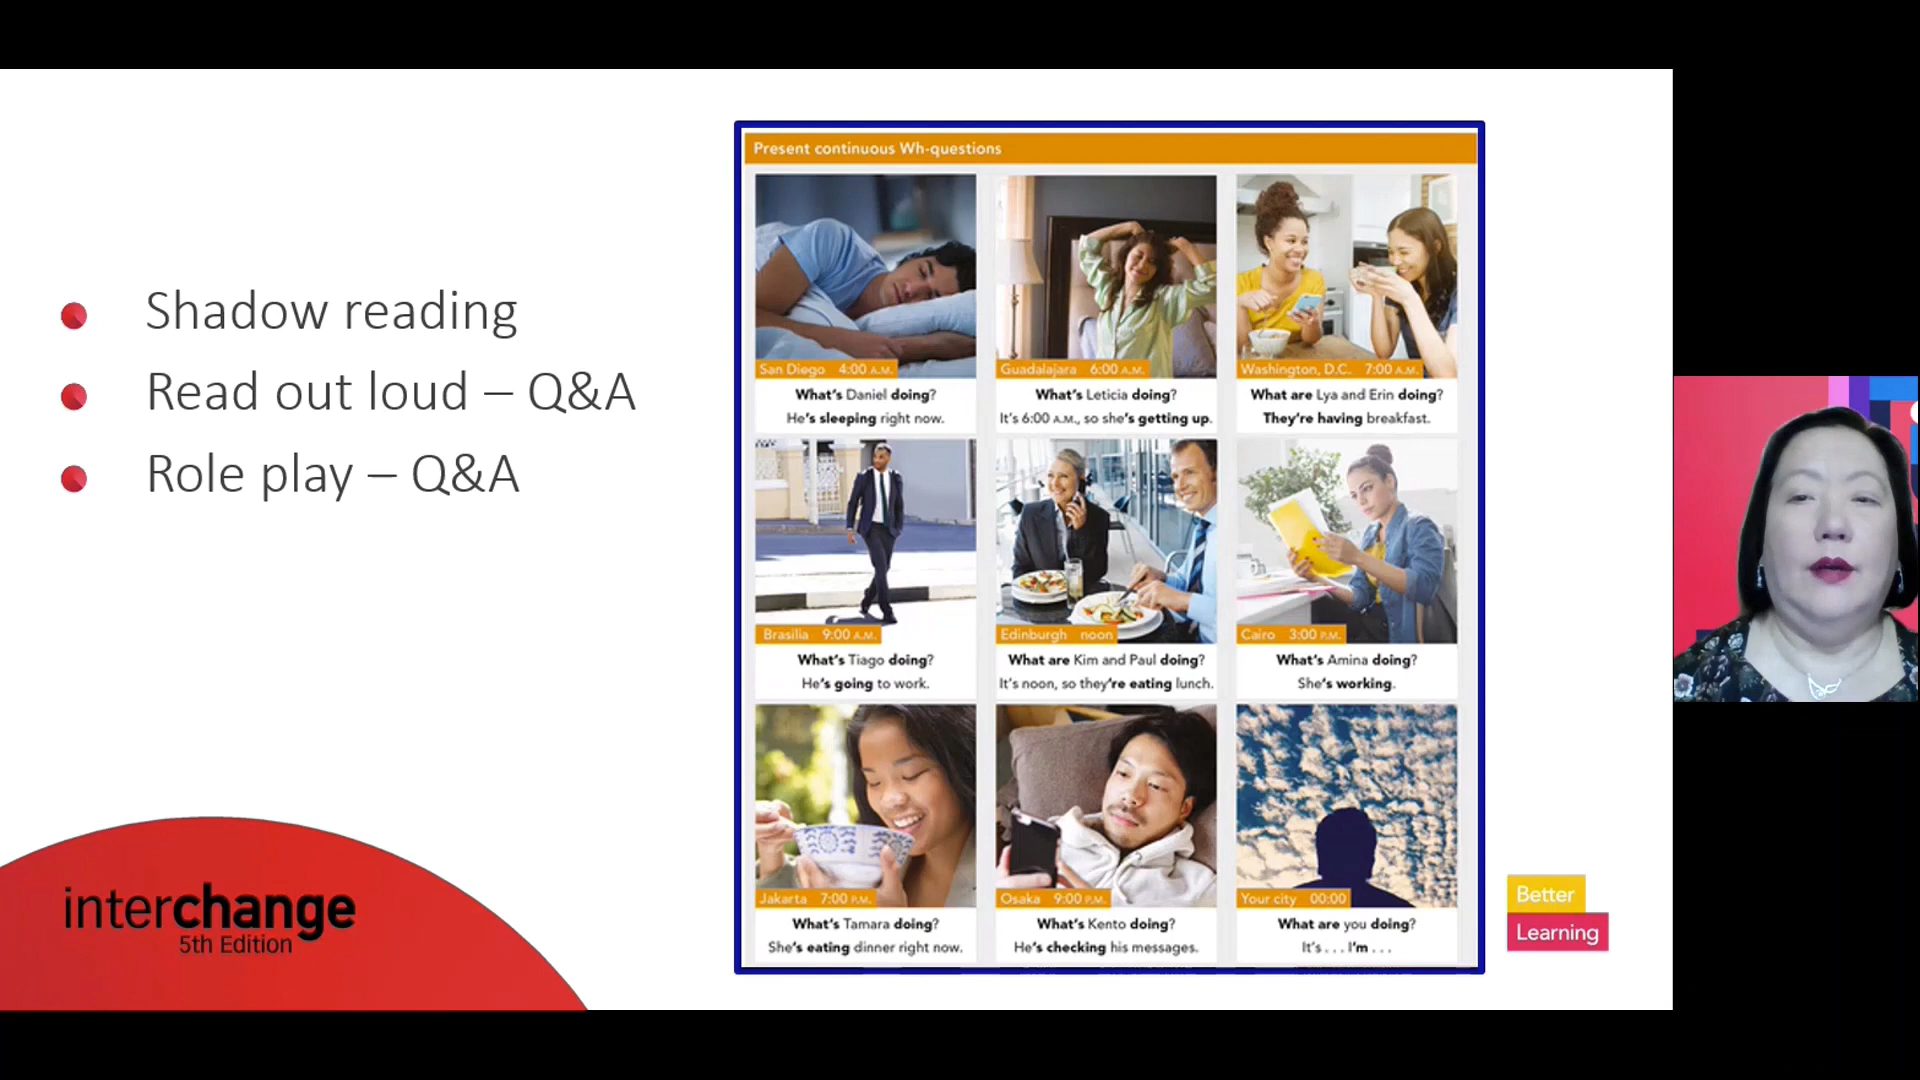 Shadow reading
Read out loud – Q&A
Role play – Q&A
interchange
5th Edition
Present continuous Wh-questions
San Diego 4:00 A.M.
What's Daniel doing?
He's sleeping right now.
Guadalajara 6:00 A.M.
What's Leticia doing?
It's 6:00 A.M., so she's getting up.
Washington, D.C. 7:00 A.M.
What are Lya and Erin doing?
They're having breakfast.
Brasilia 9:00 A.M.
What's Tiago doing?
He's going to work.
Edinburgh noon
What are Kim and Paul doing?
It's noon, so they're eating lunch.
Cairo 3:00 P.M.
What's Amina doing?
She's working.
Jakarta 7:00 P.M.
What's Tamara doing?
She's eating dinner right now.
Osaka 9:00 P.M.
What's Kento doing?
He's checking his messages.
Your city 00:00
What are you doing?
It's . . . I'm . . .
Better
Learning